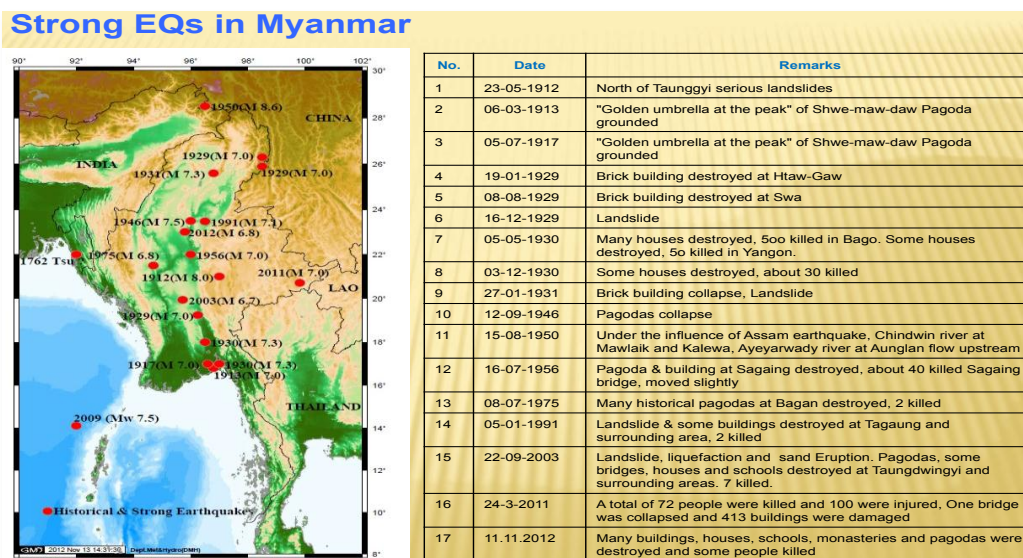 Strong EQs in Myanmar
90° 92° 94° 96° 98° 100° 102°
30°
28°
26°
24°
22°
20°
18°
16°
14°
12°
10°
8°
1950(M 8.6)
CHINA
1929(M 7.0)
INDIA
1931(M 7.3)
1929(M 7.0)
1946(M 7.5)
1991(M 7.1)
2012(M 6.8)
1762 Tsu
1975(M 6.8)
1956(M 7.0)
2011(M 7.0)
1912(M 8.0)
LAO
2003(M 6.7)
1929(M 7.0)
1930(M 7.3)
1917(M 7.0)
1930(M 7.3)
1913(M 7.0)
THAILAND
2009 (Mw 7.5)
Historical & Strong Earthquake
GMD 2012 Nov 13 14:31:30 Dept.Met&Hydro(DMH)
No. Date Remarks
1 23-05-1912 North of Taunggyi serious landslides
2 06-03-1913 "Golden umbrella at the peak" of Shwe-maw-daw Pagoda
grounded
3 05-07-1917 "Golden umbrella at the peak" of Shwe-maw-daw Pagoda
grounded
4 19-01-1929 Brick building destroyed at Htaw-Gaw
5 08-08-1929 Brick building destroyed at Swa
6 16-12-1929 Landslide
7 05-05-1930 Many houses destroyed, 5oo killed in Bago. Some houses
destroyed, 5o killed in Yangon.
8 03-12-1930 Some houses destroyed, about 30 killed
9 27-01-1931 Brick building collapse, Landslide
10 12-09-1946 Pagodas collapse
11 15-08-1950 Under the influence of Assam earthquake, Chindwin river at
Mawlaik and Kalewa, Ayeyarwady river at Aunglan flow upstream
12 16-07-1956 Pagoda & building at Sagaing destroyed, about 40 killed Sagaing
bridge, moved slightly
13 08-07-1975 Many historical pagodas at Bagan destroyed, 2 killed
14 05-01-1991 Landslide & some buildings destroyed at Tagaung and
surrounding area, 2 killed
15 22-09-2003 Landslide, liquefaction and sand Eruption. Pagodas, some
bridges, houses and schools destroyed at Taungdwingyi and
surrounding areas. 7 killed.
16 24-3-2011 A total of 72 people were killed and 100 were injured, One bridge
was collapsed and 413 buildings were damaged
17 11.11.2012 Many buildings, houses, schools, monasteries and pagodas were
destroyed and some people killed